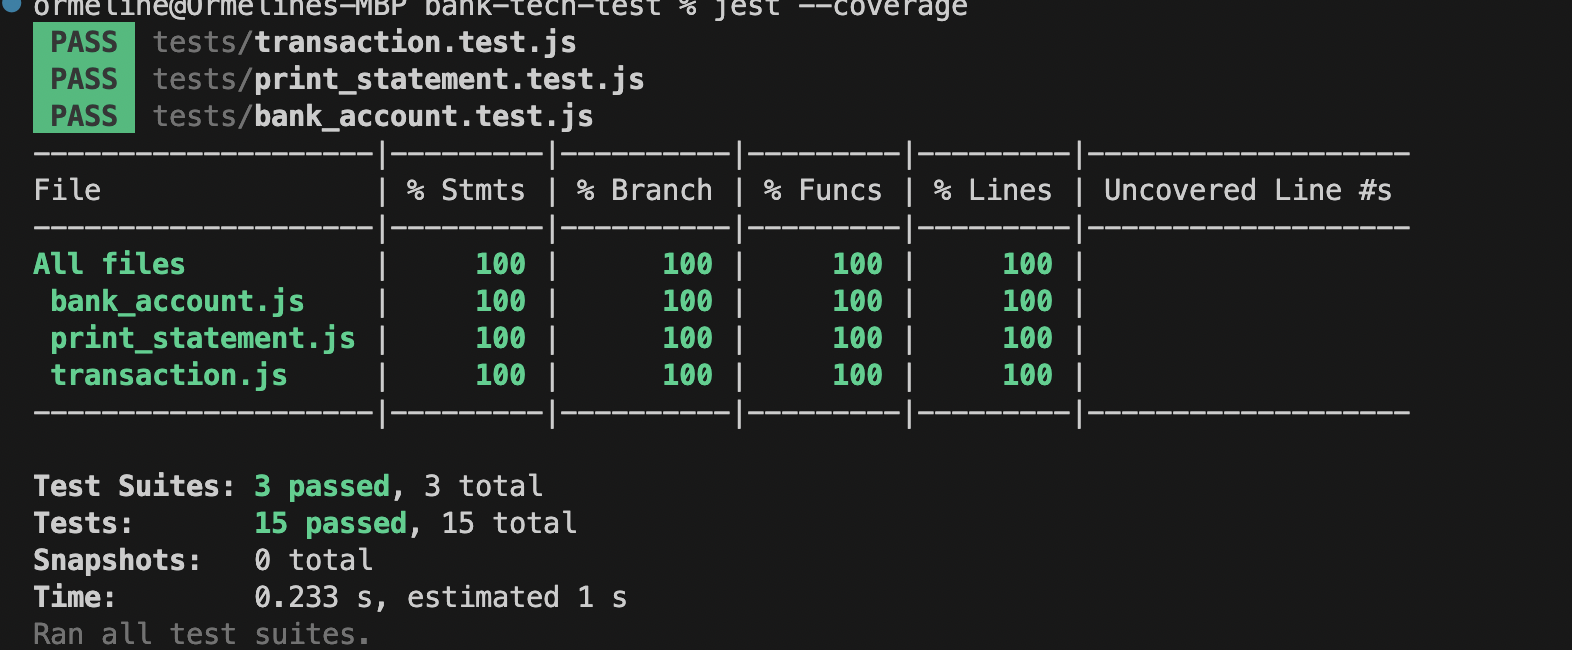 ormeline@Ormelines-MBP bank-tech-test % jest --coverage
PASS tests/transaction.test.js
PASS tests/print_statement.test.js
PASS tests/bank_account.test.js
--------------------|---------|----------|---------|---------|-------------------
File                | % Stmts | % Branch | % Funcs | % Lines | Uncovered Line #s
--------------------|---------|----------|---------|---------|-------------------
All files           |     100 |      100 |     100 |     100 |
 bank_account.js    |     100 |      100 |     100 |     100 |
 print_statement.js |     100 |      100 |     100 |     100 |
 transaction.js     |     100 |      100 |     100 |     100 |
--------------------|---------|----------|---------|---------|-------------------
Test Suites: 3 passed, 3 total
Tests:       15 passed, 15 total
Snapshots:   0 total
Time:        0.233 s, estimated 1 s
Ran all test suites.